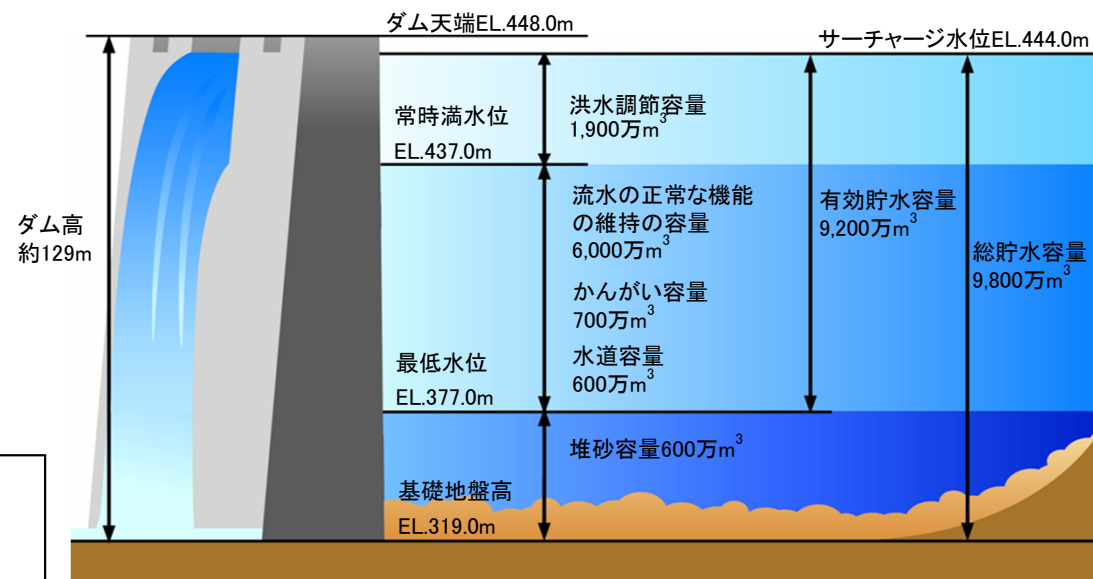 ダム天端EL.448.0m
サーチャージ水位EL.444.0m
常時満水位
EL.437.0m
洪水調節容量
1,900万m³
ダム高
約129m
流水の正常な機能
の維持の容量
6,000万m³
かんがい容量
700万m³
水道容量
600万m³
有効貯水容量
9,200万m³
総貯水容量
9,800万m³
最低水位
EL.377.0m
堆砂容量600万m³
基礎地盤高
EL.319.0m